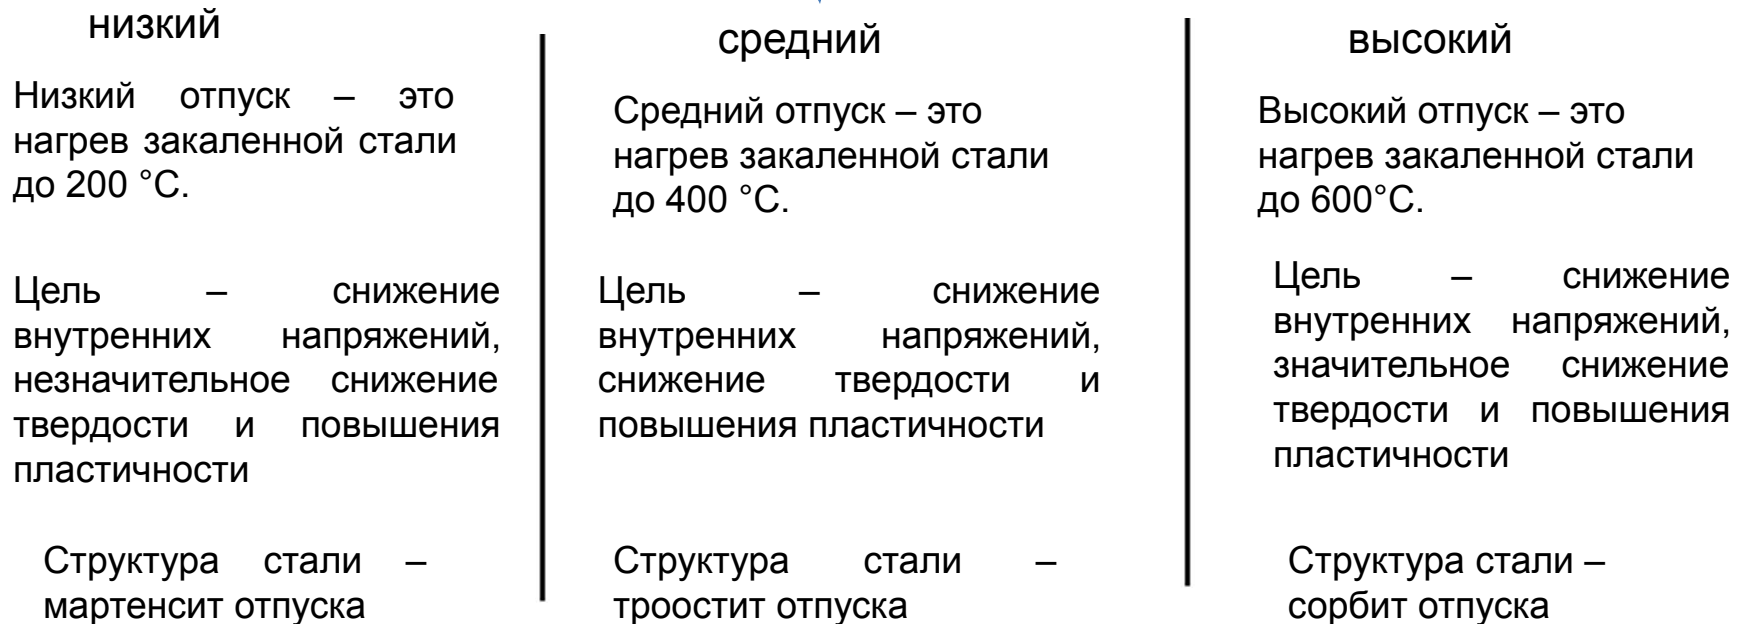 низкий
Низкий отпуск – это
нагрев закаленной стали
до 200 °С.
Цель – снижение
внутренних напряжений,
незначительное снижение
твердости и повышения
пластичности
Структура стали –
мартенсит отпуска
средний
Средний отпуск – это
нагрев закаленной стали
до 400 °С.
Цель – снижение
внутренних напряжений,
снижение твердости и
повышения пластичности
Структура стали –
троостит отпуска
высокий
Высокий отпуск – это
нагрев закаленной стали
до 600°С.
Цель – снижение
внутренних напряжений,
значительное снижение
твердости и повышения
пластичности
Структура стали –
сорбит отпуска